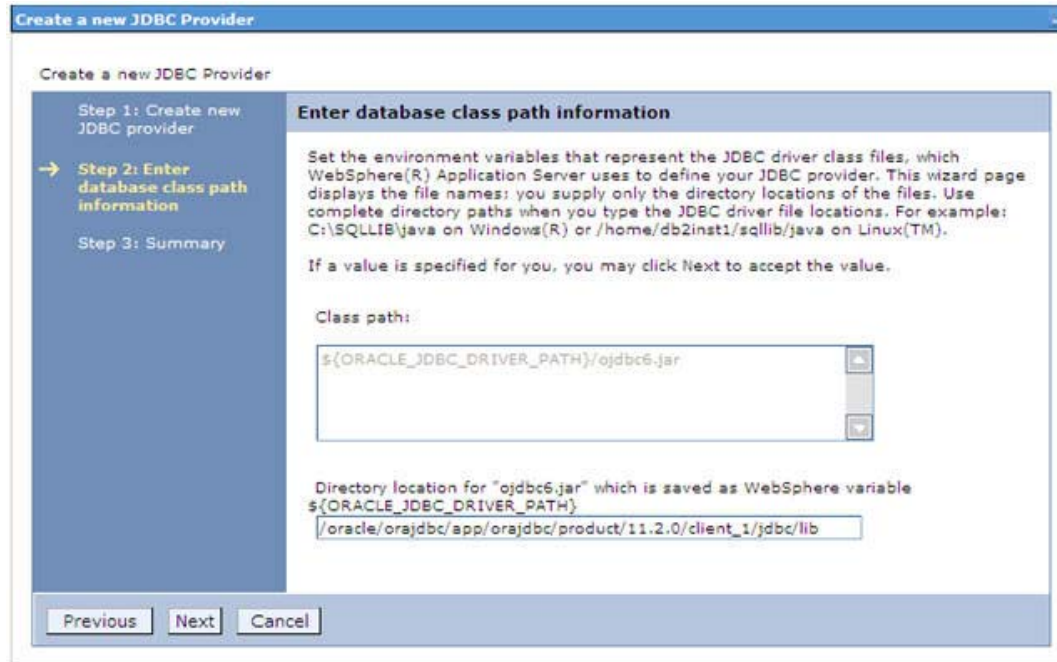 Create a new JDBC Provider
Create a new JDBC Provider
Step 1: Create new
JDBC provider
Step 2: Enter
database class path
information
Step 3: Summary
Enter database class path information
Set the environment variables that represent the JDBC driver class files, which
WebSphere(R) Application Server uses to define your JDBC provider. This wizard page
displays the file names; you supply only the directory locations of the files. Use
complete directory paths when you type the JDBC driver file locations. For example:
C:\SQLLIB\java on Windows(R) or /home/db2inst1/sqllib/java on Linux(TM).
If a value is specified for you, you may click Next to accept the value.
Class path:
${ORACLE_JDBC_DRIVER_PATH}/ojdbc6.jar
Directory location for "ojdbc6.jar" which is saved as WebSphere variable
${ORACLE_JDBC_DRIVER_PATH}
/oracle/orajdbc/app/orajdbc/product/11.2.0/client_1/jdbc/lib
Previous Next Cancel